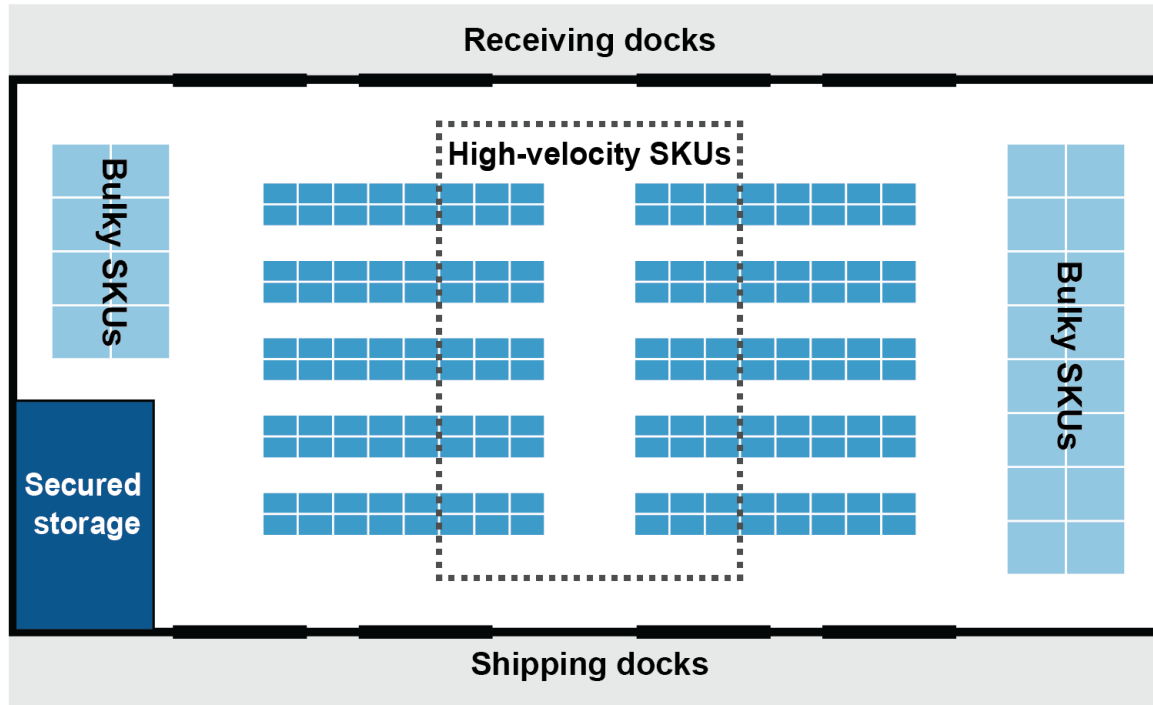 Receiving docks
High-velocity SKUs
Bulky SKUs
Bulky SKUs
Secured
storage
Shipping docks